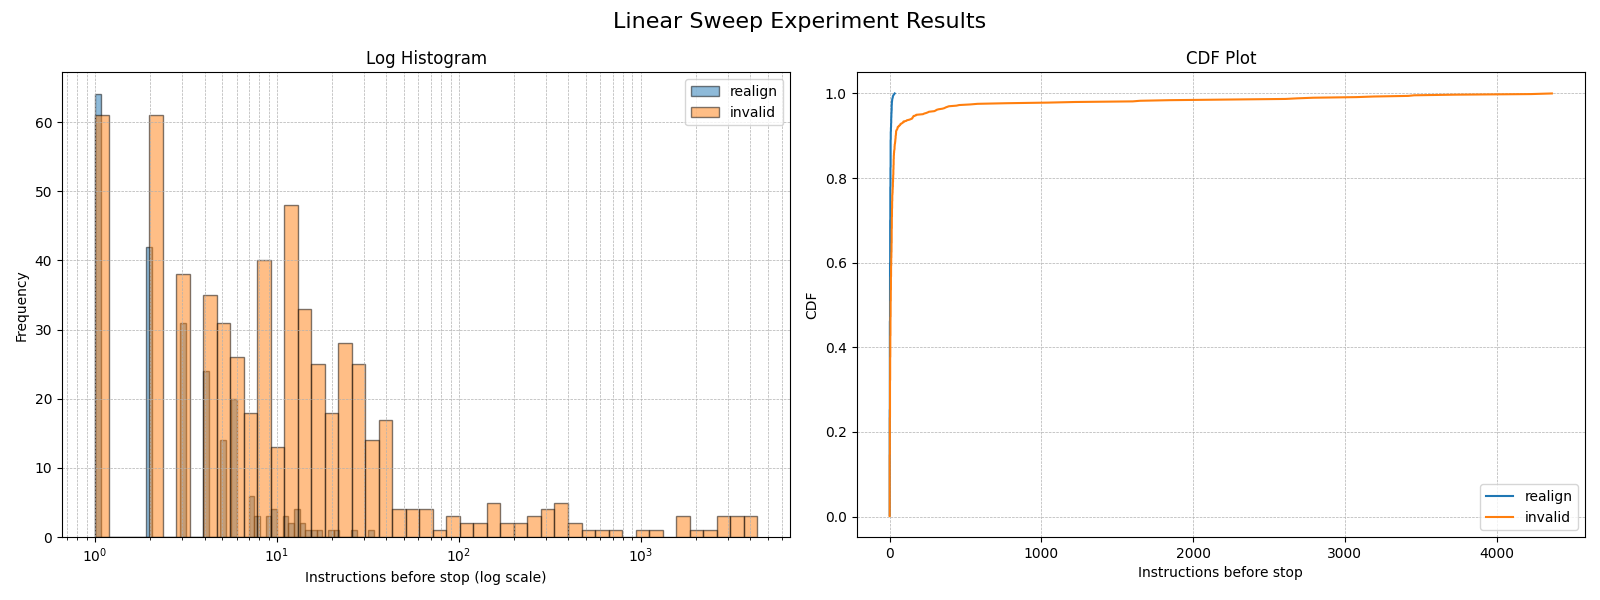 Linear Sweep Experiment Results
Log Histogram
realign
invalid
Frequency
60
50
40
30
20
10
0
10⁰
10¹
10²
10³
Instructions before stop (log scale)
CDF Plot
CDF
1.0
0.8
0.6
0.4
0.2
0.0
realign
invalid
0
1000
2000
3000
4000
Instructions before stop